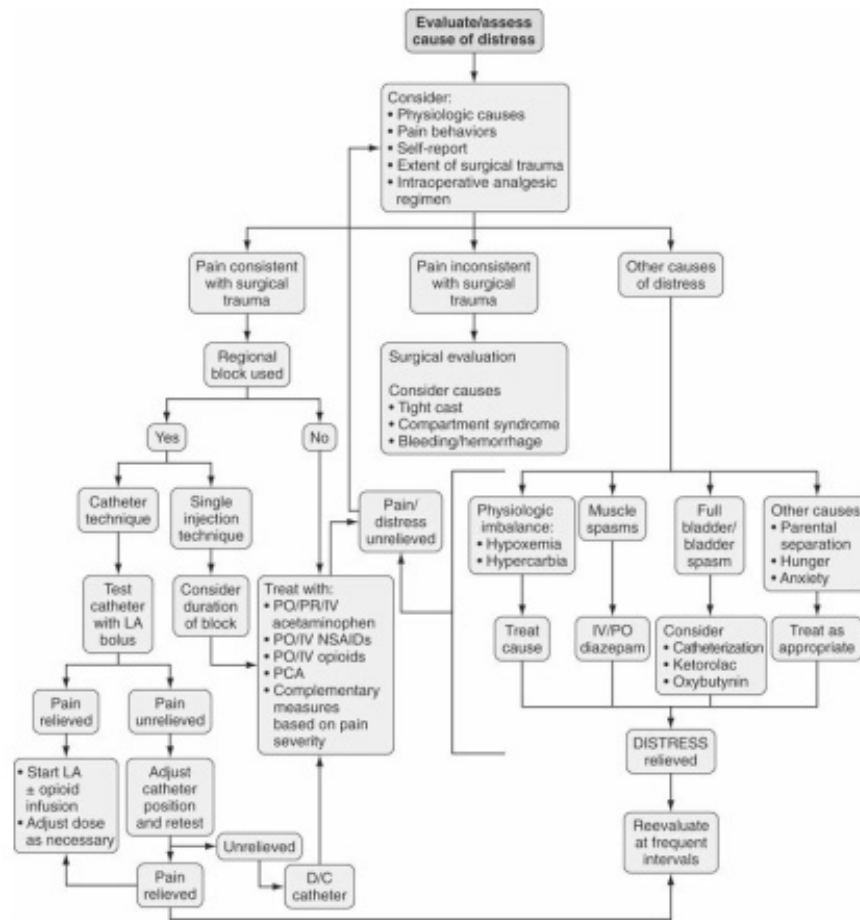 Evaluate/assess
cause of distress
Consider:
• Physiologic causes
• Pain behaviors
• Self-report
• Extent of surgical trauma
• Intraoperative analgesic
regimen
Pain consistent
with surgical
trauma
Pain inconsistent
with surgical
trauma
Other causes
of distress
Regional
block used
Surgical evaluation
Consider causes
• Tight cast
• Compartment syndrome
• Bleeding/hemorrhage
Yes
No
Catheter
technique
Single
injection
technique
Pain/
distress
unrelieved
Physiologic
imbalance:
• Hypoxemia
• Hypercarbia
Muscle
spasms
Full
bladder/
bladder
spasm
Other causes
• Parental
separation
• Hunger
• Anxiety
Test
catheter
with LA
bolus
Consider
duration
of block
Treat with:
• PO/PR/IV
acetaminophen
• PO/IV NSAIDs
• PO/IV opioids
• PCA
• Complementary
measures
based on pain
severity
Treat
cause
IV/PO
diazepam
Consider
• Catheterization
• Ketorolac
• Oxybutynin
Treat as
appropriate
Pain
relieved
Pain
unrelieved
DISTRESS
relieved
• Start LA
± opioid
infusion
• Adjust dose
as necessary
Adjust
catheter
position
and retest
Reevaluate
at frequent
intervals
Unrelieved
Pain
relieved
D/C
catheter